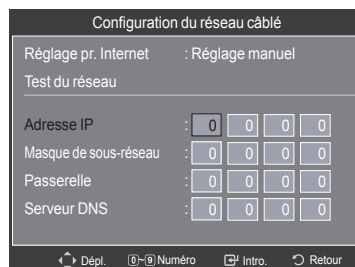 Configuration du réseau câblé
Réglage pr. Internet : Réglage manuel
Test du réseau
Adresse IP : 0 0 0 0
Masque de sous-réseau : 0 0 0 0
Passerelle : 0 0 0 0
Serveur DNS : 0 0 0 0
Dépl. 0~9 Numéro Intro. Retour